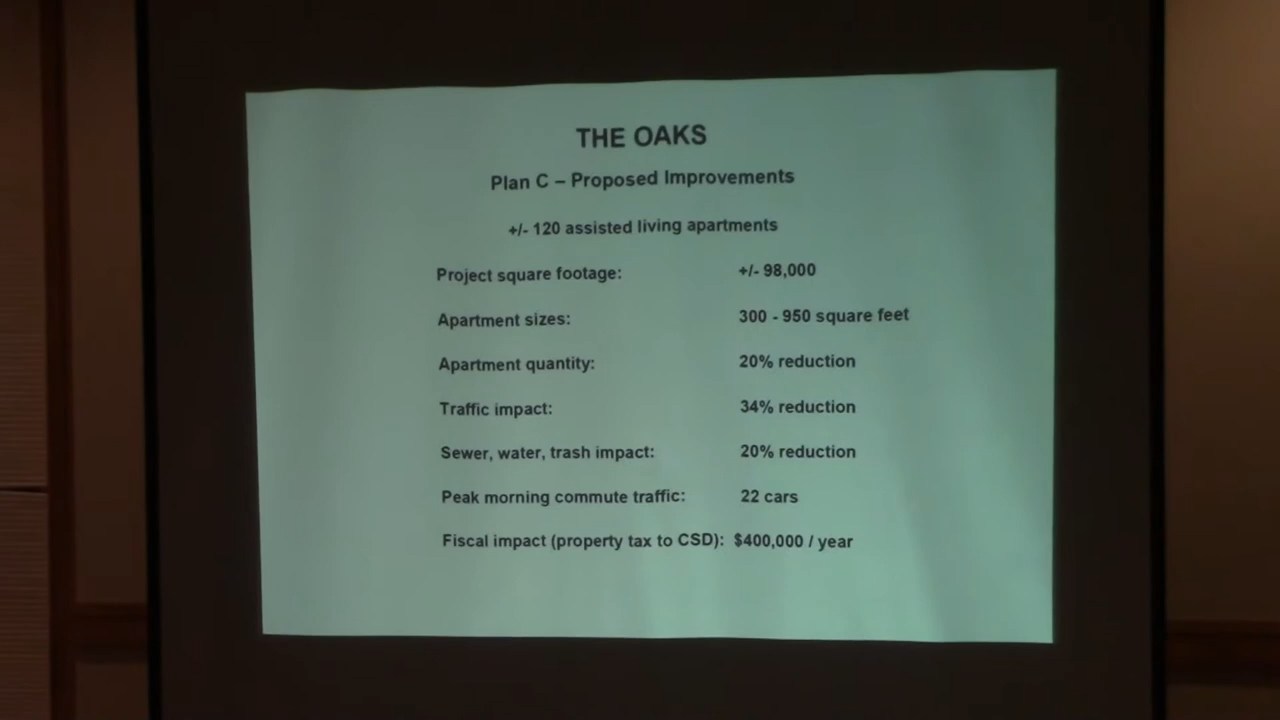 THE OAKS
Plan C – Proposed Improvements
+/- 120 assisted living apartments
Project square footage: +/- 98,000
Apartment sizes: 300 - 950 square feet
Apartment quantity: 20% reduction
Traffic impact: 34% reduction
Sewer, water, trash impact: 20% reduction
Peak morning commute traffic: 22 cars
Fiscal impact (property tax to CSD): $400,000 / year